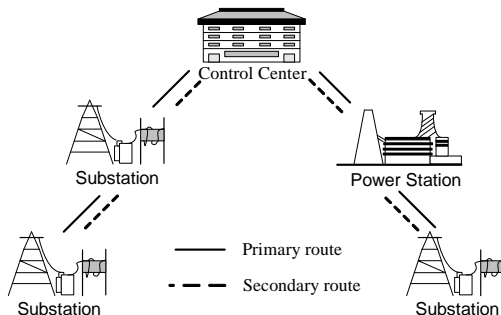 Control Center
Substation
Power Station
Primary route
Secondary route
Substation
Substation